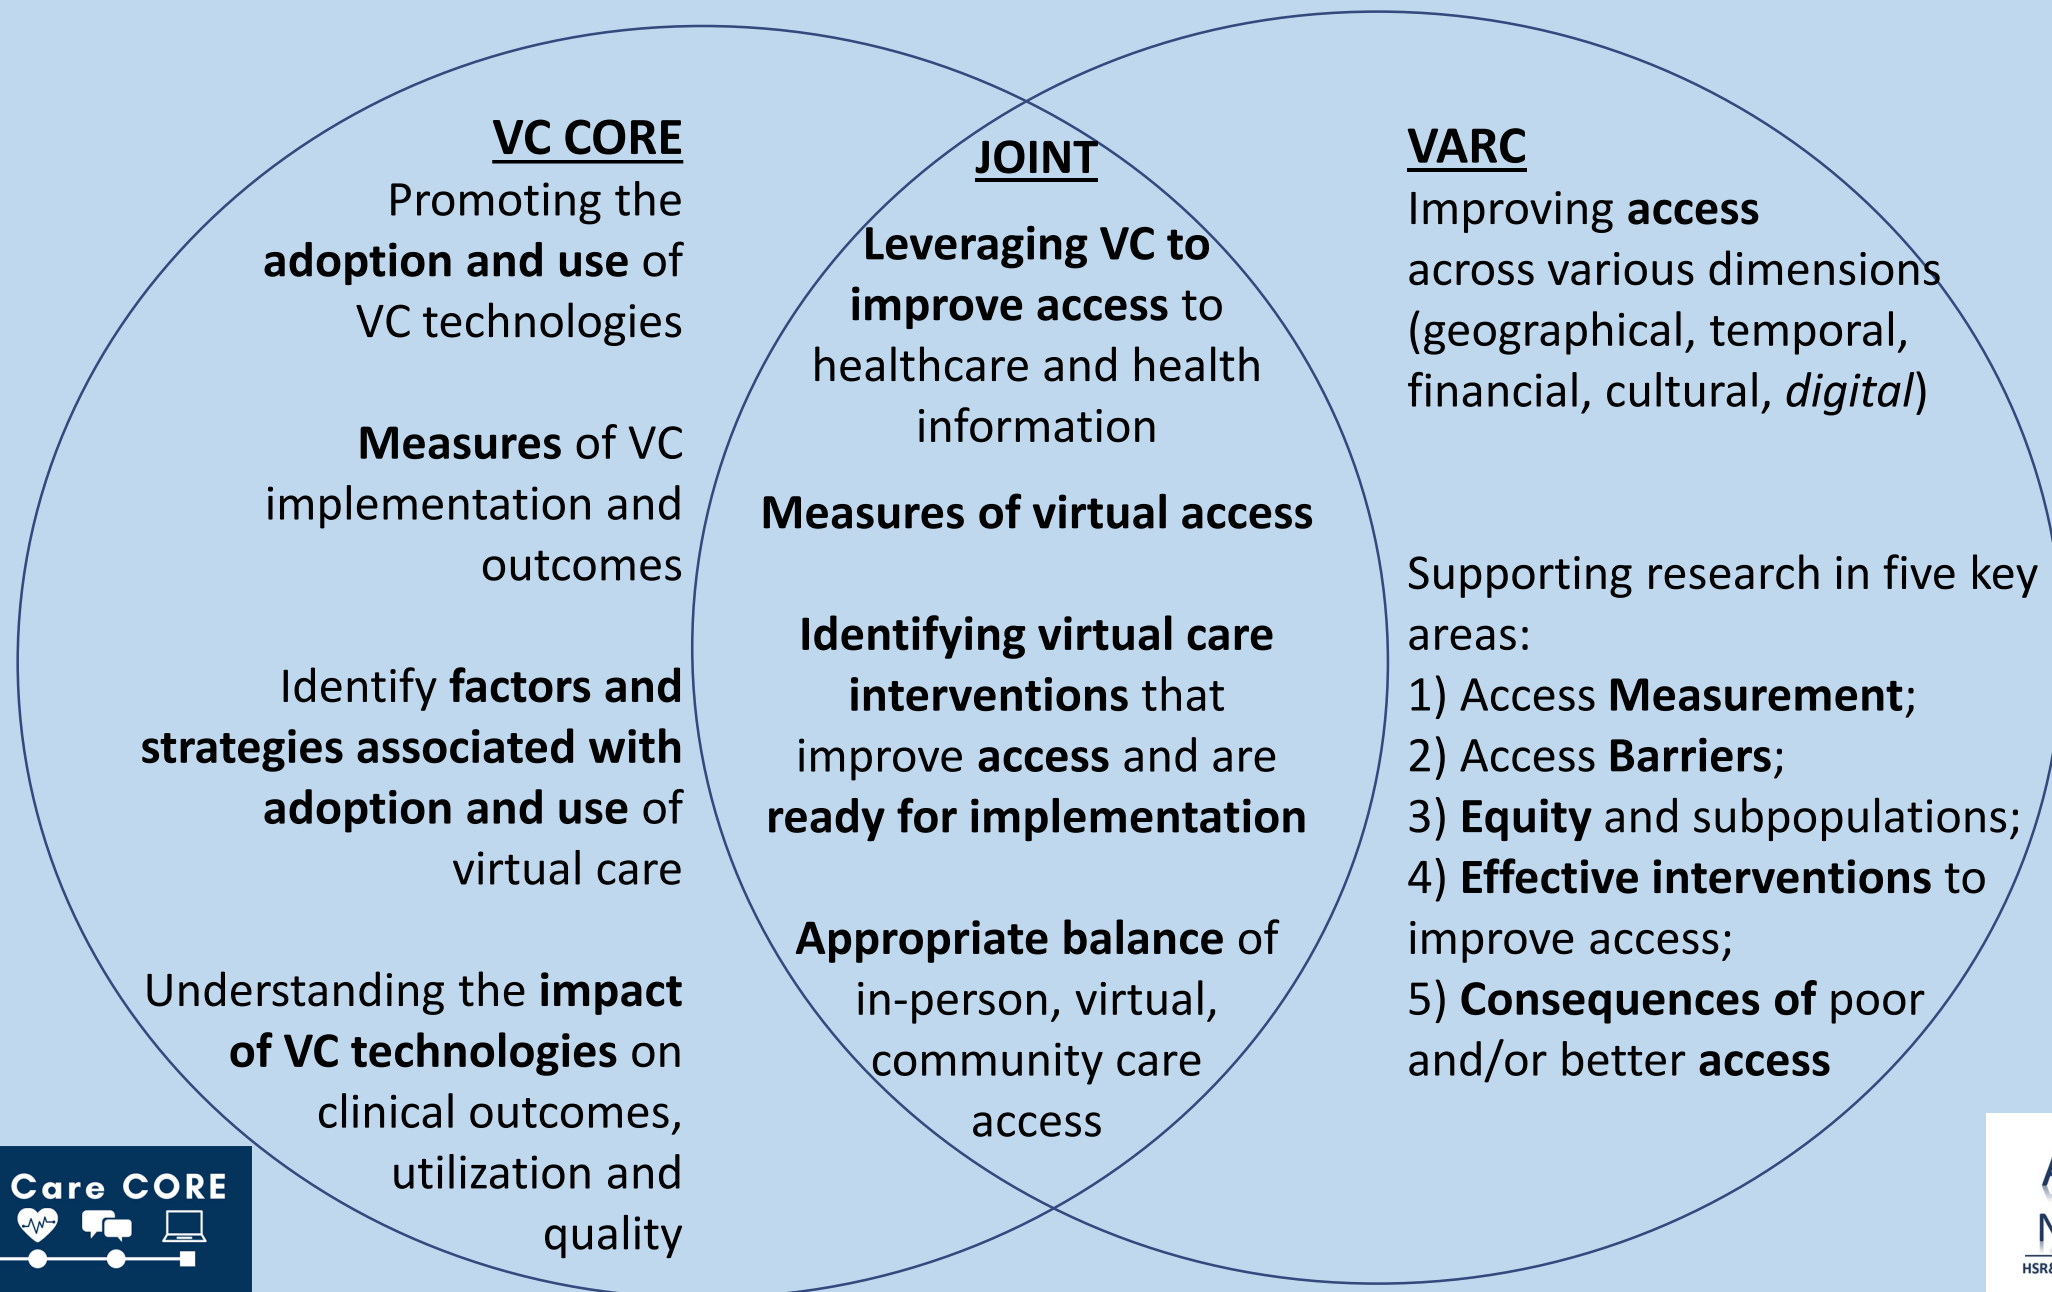 VC CORE
Promoting the
adoption and use of
VC technologies
Measures of VC
implementation and
outcomes
Identify factors and
strategies associated with
adoption and use of
virtual care
Understanding the impact
of VC technologies on
clinical outcomes,
utilization and
quality
JOINT
Leveraging VC to
improve access to
healthcare and health
information
Measures of virtual access
Identifying virtual care
interventions that
improve access and are
ready for implementation
Appropriate balance of
in-person, virtual,
community care
access
VARC
Improving access
across various dimensions
(geographical, temporal,
financial, cultural, digital)
Supporting research in five key
areas:
1) Access Measurement;
2) Access Barriers;
3) Equity and subpopulations;
4) Effective interventions to
improve access;
5) Consequences of poor
and/or better access
Care CORE